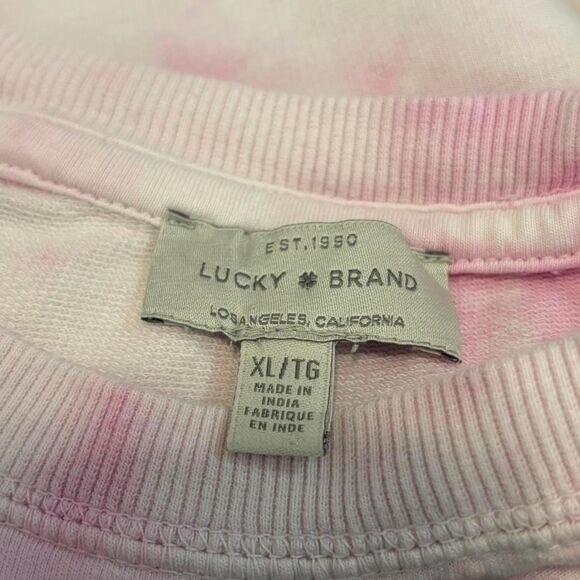 EST.1990
LUCKY BRAND
LOS ANGELES, CALIFORNIA
XL/TG
MADE IN
INDIA
FABRIQUE
EN INDE